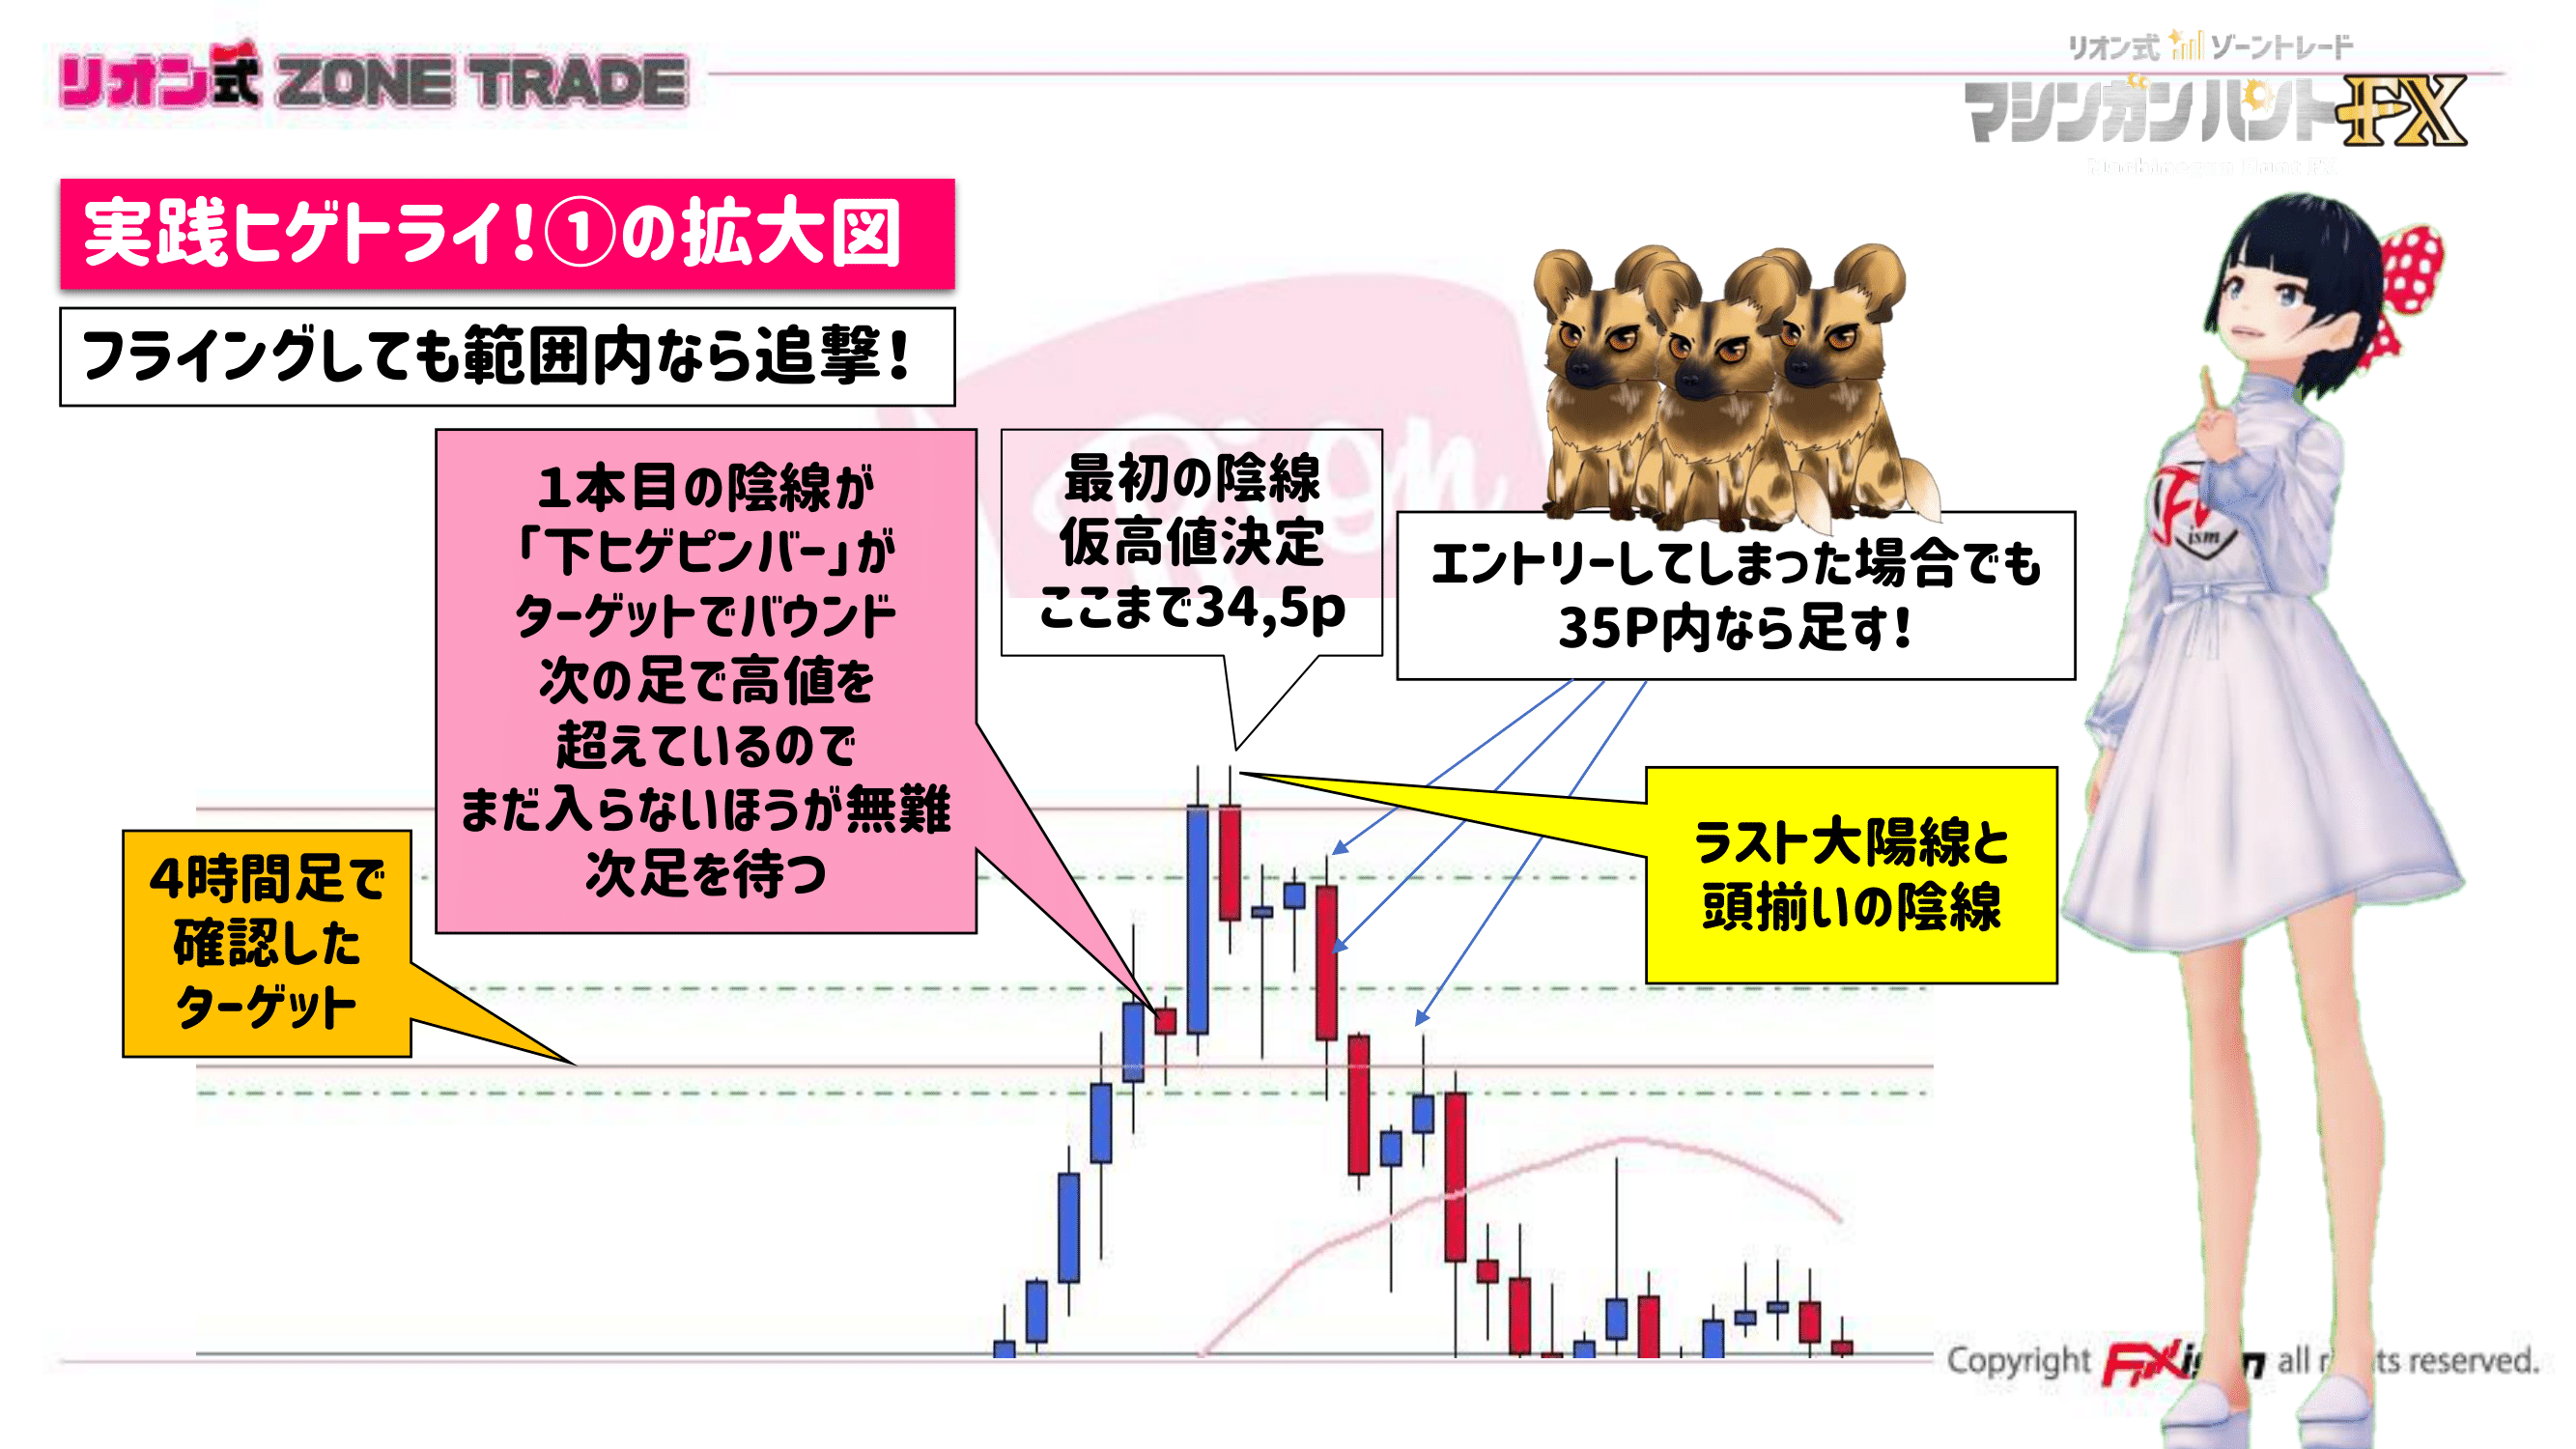 リオン式 ZONE TRADE
リオン式 ゾーントレード
マシンガンハントFX
実践ヒゲトライ！①の拡大図
フライングしても範囲内なら追撃！
１本目の陰線が
「下ヒゲピンバー」が
ターゲットでバウンド
次の足で高値を
超えているので
まだ入らないほうが無難
次足を待つ
最初の陰線
仮高値決定
ここまで34,5p
エントリーしてしまった場合でも
35P内なら足す！
ラスト大陽線と
頭揃いの陰線
４時間足で
確認した
ターゲット
Rion
ism
Copyright FXism all rights reserved.